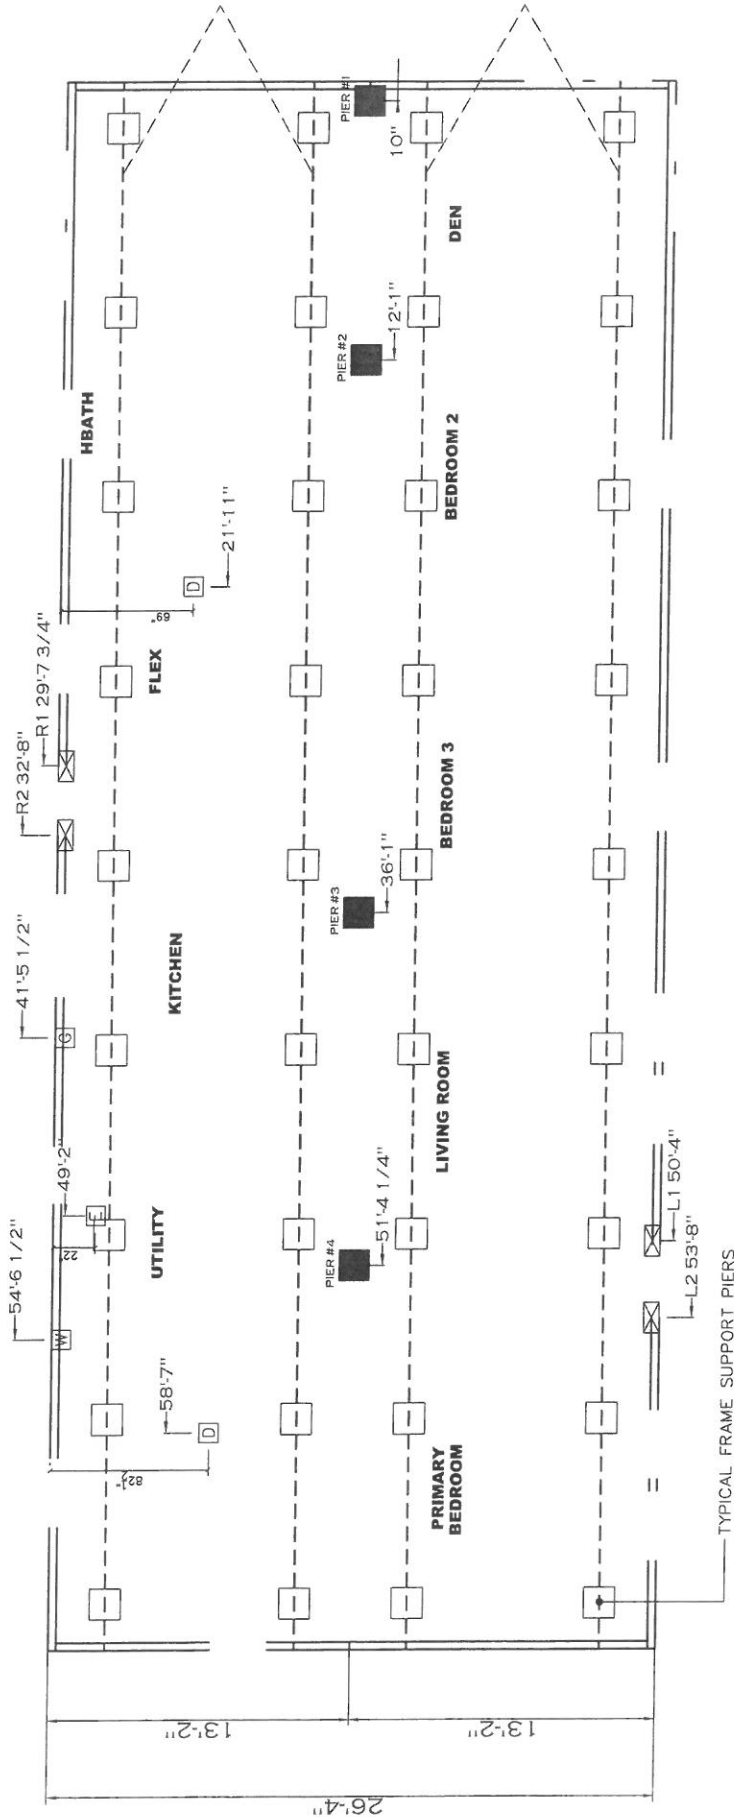 PIER #1
10"
DEN
12'-1"
PIER #2
HBATH
BEDROOM 2
21'-11"
D
69"
R1 29'-7 3/4"
FLEX
R2 32'-8"
BEDROOM 3
36'-1"
PIER #3
KITCHEN
41'-5 1/2"
G
LIVING ROOM
49'-2"
E
22"
UTILITY
51'-4 1/4"
PIER #4
L1 50'-4"
L2 53'-8"
54'-6 1/2"
W
58'-7"
D
PRIMARY
BEDROOM
TYPICAL FRAME SUPPORT PIERS
13'-2"
13'-2"
26'-4"